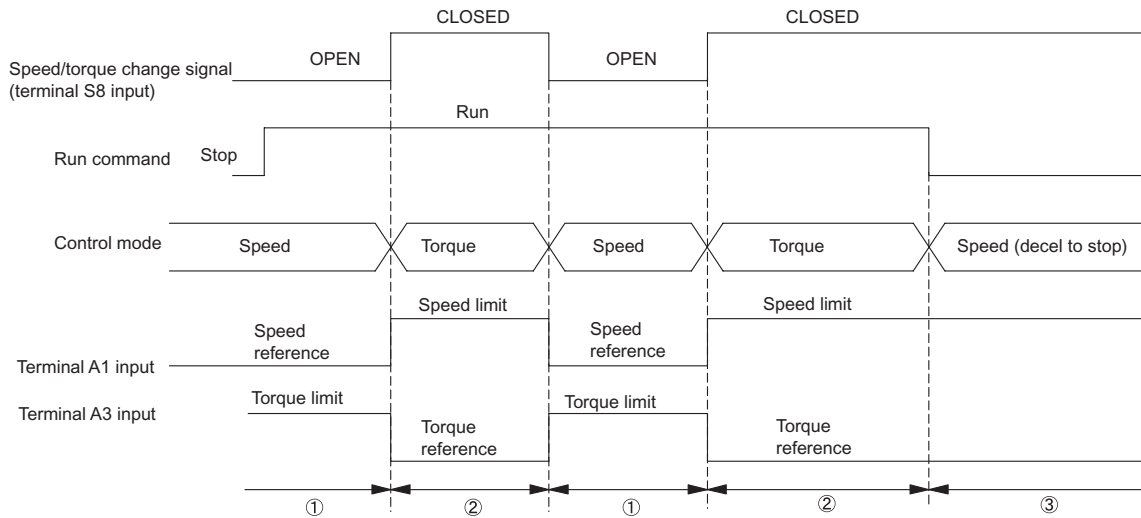 CLOSED
CLOSED
OPEN
OPEN
Speed/torque change signal
(terminal S8 input)
Run
Run command
Stop
Control mode
Speed
Torque
Speed
Torque
Speed (decel to stop)
Speed limit
Speed limit
Speed
reference
Speed
reference
Terminal A1 input
Torque limit
Torque limit
Terminal A3 input
Torque
reference
Torque
reference
①
②
①
②
③